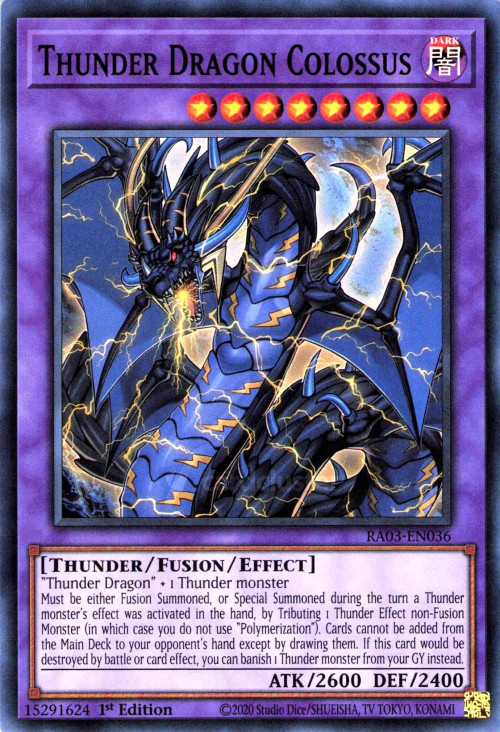 THUNDER DRAGON COLOSSUS
DARK
闇
RA03-EN036
[THUNDER/FUSION/EFFECT]
"Thunder Dragon" + 1 Thunder monster
Must be either Fusion Summoned, or Special Summoned during the turn a Thunder
monster's effect was activated in the hand, by Tributing 1 Thunder Effect non-Fusion
Monster (in which case you do not use "Polymerization"). Cards cannot be added from
the Main Deck to your opponent's hand except by drawing them. If this card would be
destroyed by battle or card effect, you can banish 1 Thunder monster from your GY instead.
ATK/2600 DEF/2400
15291624 1st Edition ©2020 Studio Dice/SHUEISHA, TV TOKYO, KONAMI